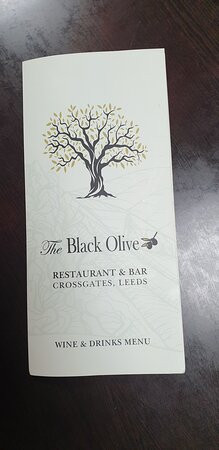 The Black Olive
RESTAURANT & BAR
CROSSGATES, LEEDS
WINE & DRINKS MENU